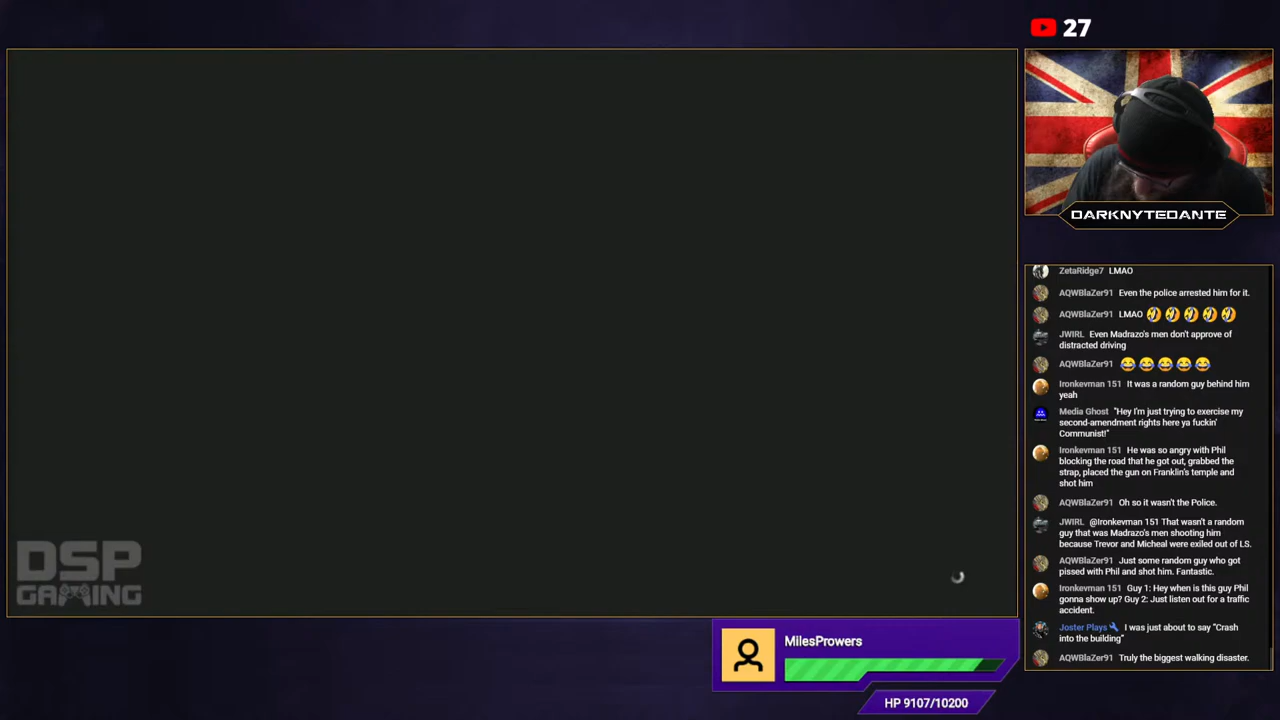 27
DARKNYTEDANTE
ZetaRidge7 LMAO
AQWBlaZer91 Even the police arrested him for it.
AQWBlaZer91 LMAO 🤣🤣🤣🤣🤣
JWIRL Even Madrazo's men don't approve of
distracted driving
AQWBlaZer91 😂😂😂😂😂
Ironkevman 151 It was a random guy behind him
yeah
Media Ghost "Hey I'm just trying to exercise my
second-amendment rights here ya fuckin'
Communist!"
Ironkevman 151 He was so angry with Phil
blocking the road that he got out, grabbed the
strap, placed the gun on Franklin's temple and
shot him
AQWBlaZer91 Oh so it wasn't the Police.
JWIRL @Ironkevman 151 That wasn't a random
guy that was Madrazo's men shooting him
because Trevor and Micheal were exiled out of LS.
AQWBlaZer91 Just some random guy who got
pissed with Phil and shot him. Fantastic.
Ironkevman 151 Guy 1: Hey when is this guy Phil
gonna show up? Guy 2: Just listen out for a traffic
accident.
Joster Plays I was just about to say "Crash
into the building"
AQWBlaZer91 Truly the biggest walking disaster.
DSP
GAMING
MilesProwers
HP 9107/10200